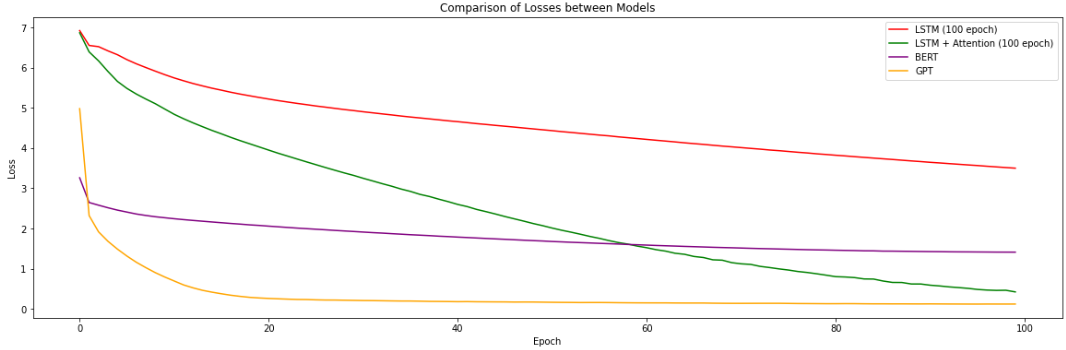 Comparison of Losses between Models
LSTM (100 epoch)
LSTM + Attention (100 epoch)
BERT
GPT
7
6
5
4
3
2
1
0
Loss
0
20
40
60
80
100
Epoch